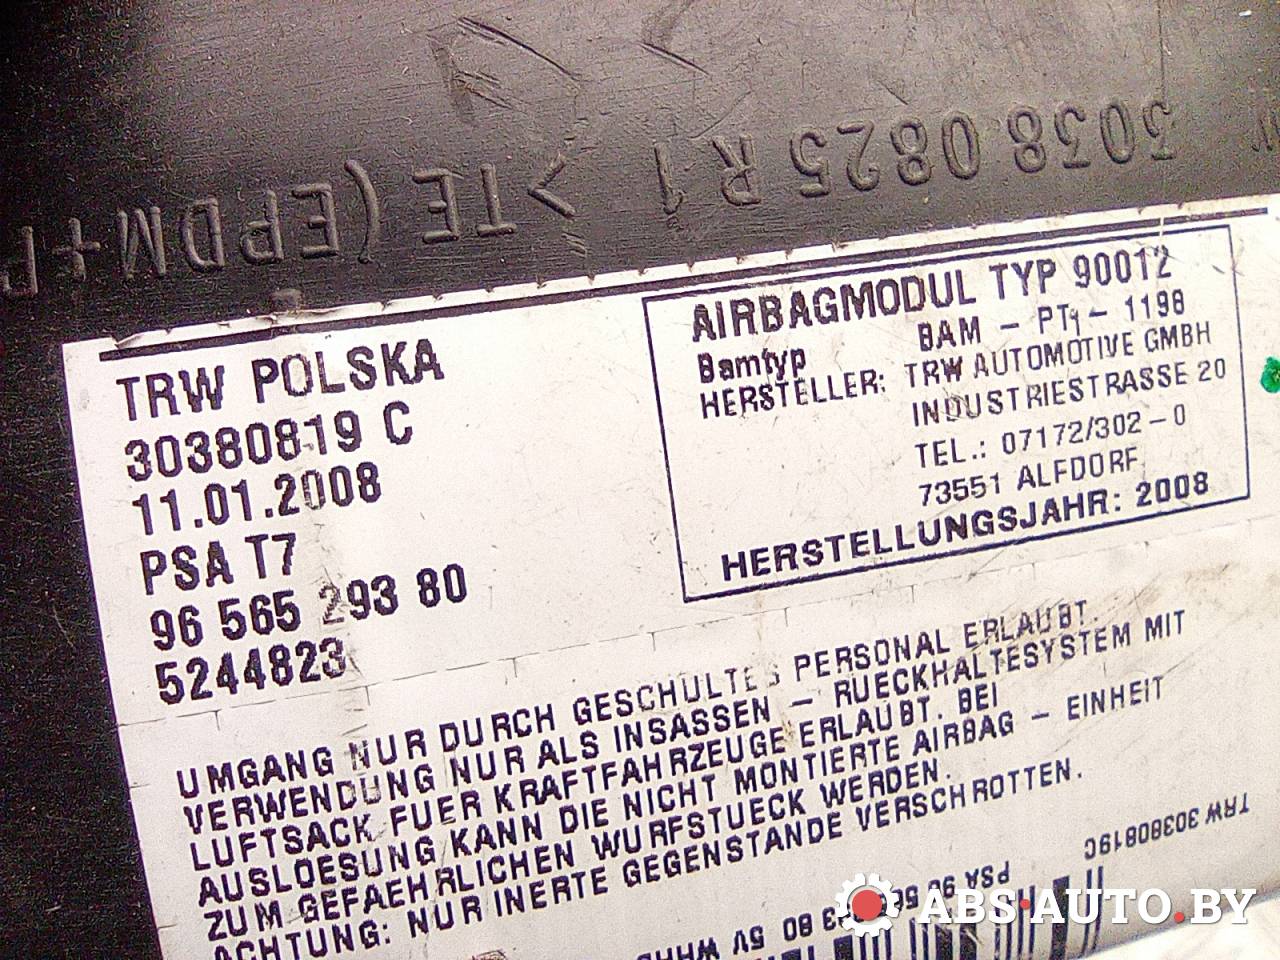 3038 0825 R1 >TE(EPDM+P
TRW POLSKA
30380819 C
11.01.2008
PSA T7
96 565 293 80
5244823
AIRBAGMODUL TYP 90012
Bamtyp BAM - PT1 - 1198
HERSTELLER: TRW AUTOMOTIVE GMBH
INDUSTRIESTRASSE 20
TEL.: 07172/302-0
73551 ALFDORF
HERSTELLUNGSJAHR: 2008
UMGANG NUR DURCH GESCHULTES PERSONAL ERLAUBT.
VERWENDUNG NUR ALS INSASSEN - RUECKHALTESYSTEM MIT
LUFTSACK FUER KRAFTFAHRZEUGE ERLAUBT. BEI
AUSLOESUNG KANN DIE NICHT MONTIERTE AIRBAG - EINHEIT
ZUM GEFAEHRLICHEN WURFSTUECK WERDEN.
ACHTUNG: NUR INERTE GEGENSTANDE VERSCHROTTEN.
TRW 30380819C
PSA 96 80
ABS·AUTO.BY